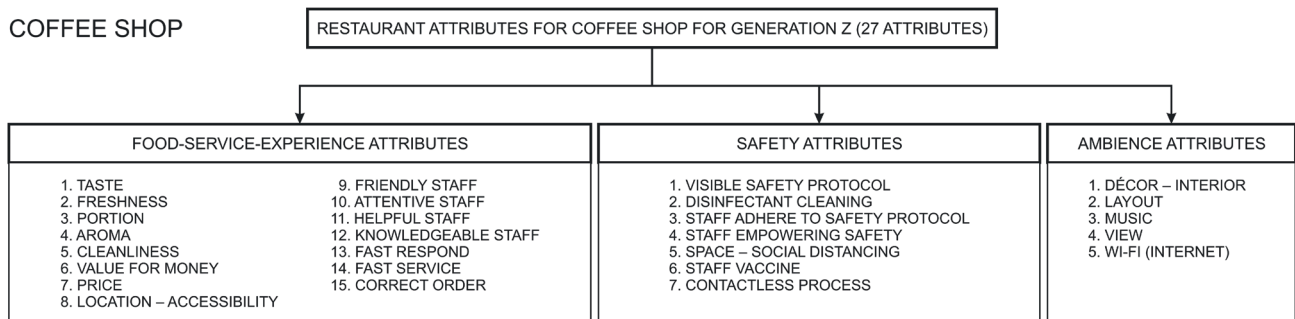 COFFEE SHOP
RESTAURANT ATTRIBUTES FOR COFFEE SHOP FOR GENERATION Z (27 ATTRIBUTES)
FOOD-SERVICE-EXPERIENCE ATTRIBUTES
1. TASTE
2. FRESHNESS
3. PORTION
4. AROMA
5. CLEANLINESS
6. VALUE FOR MONEY
7. PRICE
8. LOCATION – ACCESSIBILITY
9. FRIENDLY STAFF
10. ATTENTIVE STAFF
11. HELPFUL STAFF
12. KNOWLEDGEABLE STAFF
13. FAST RESPOND
14. FAST SERVICE
15. CORRECT ORDER
SAFETY ATTRIBUTES
1. VISIBLE SAFETY PROTOCOL
2. DISINFECTANT CLEANING
3. STAFF ADHERE TO SAFETY PROTOCOL
4. STAFF EMPOWERING SAFETY
5. SPACE – SOCIAL DISTANCING
6. STAFF VACCINE
7. CONTACTLESS PROCESS
AMBIENCE ATTRIBUTES
1. DÉCOR – INTERIOR
2. LAYOUT
3. MUSIC
4. VIEW
5. WI-FI (INTERNET)